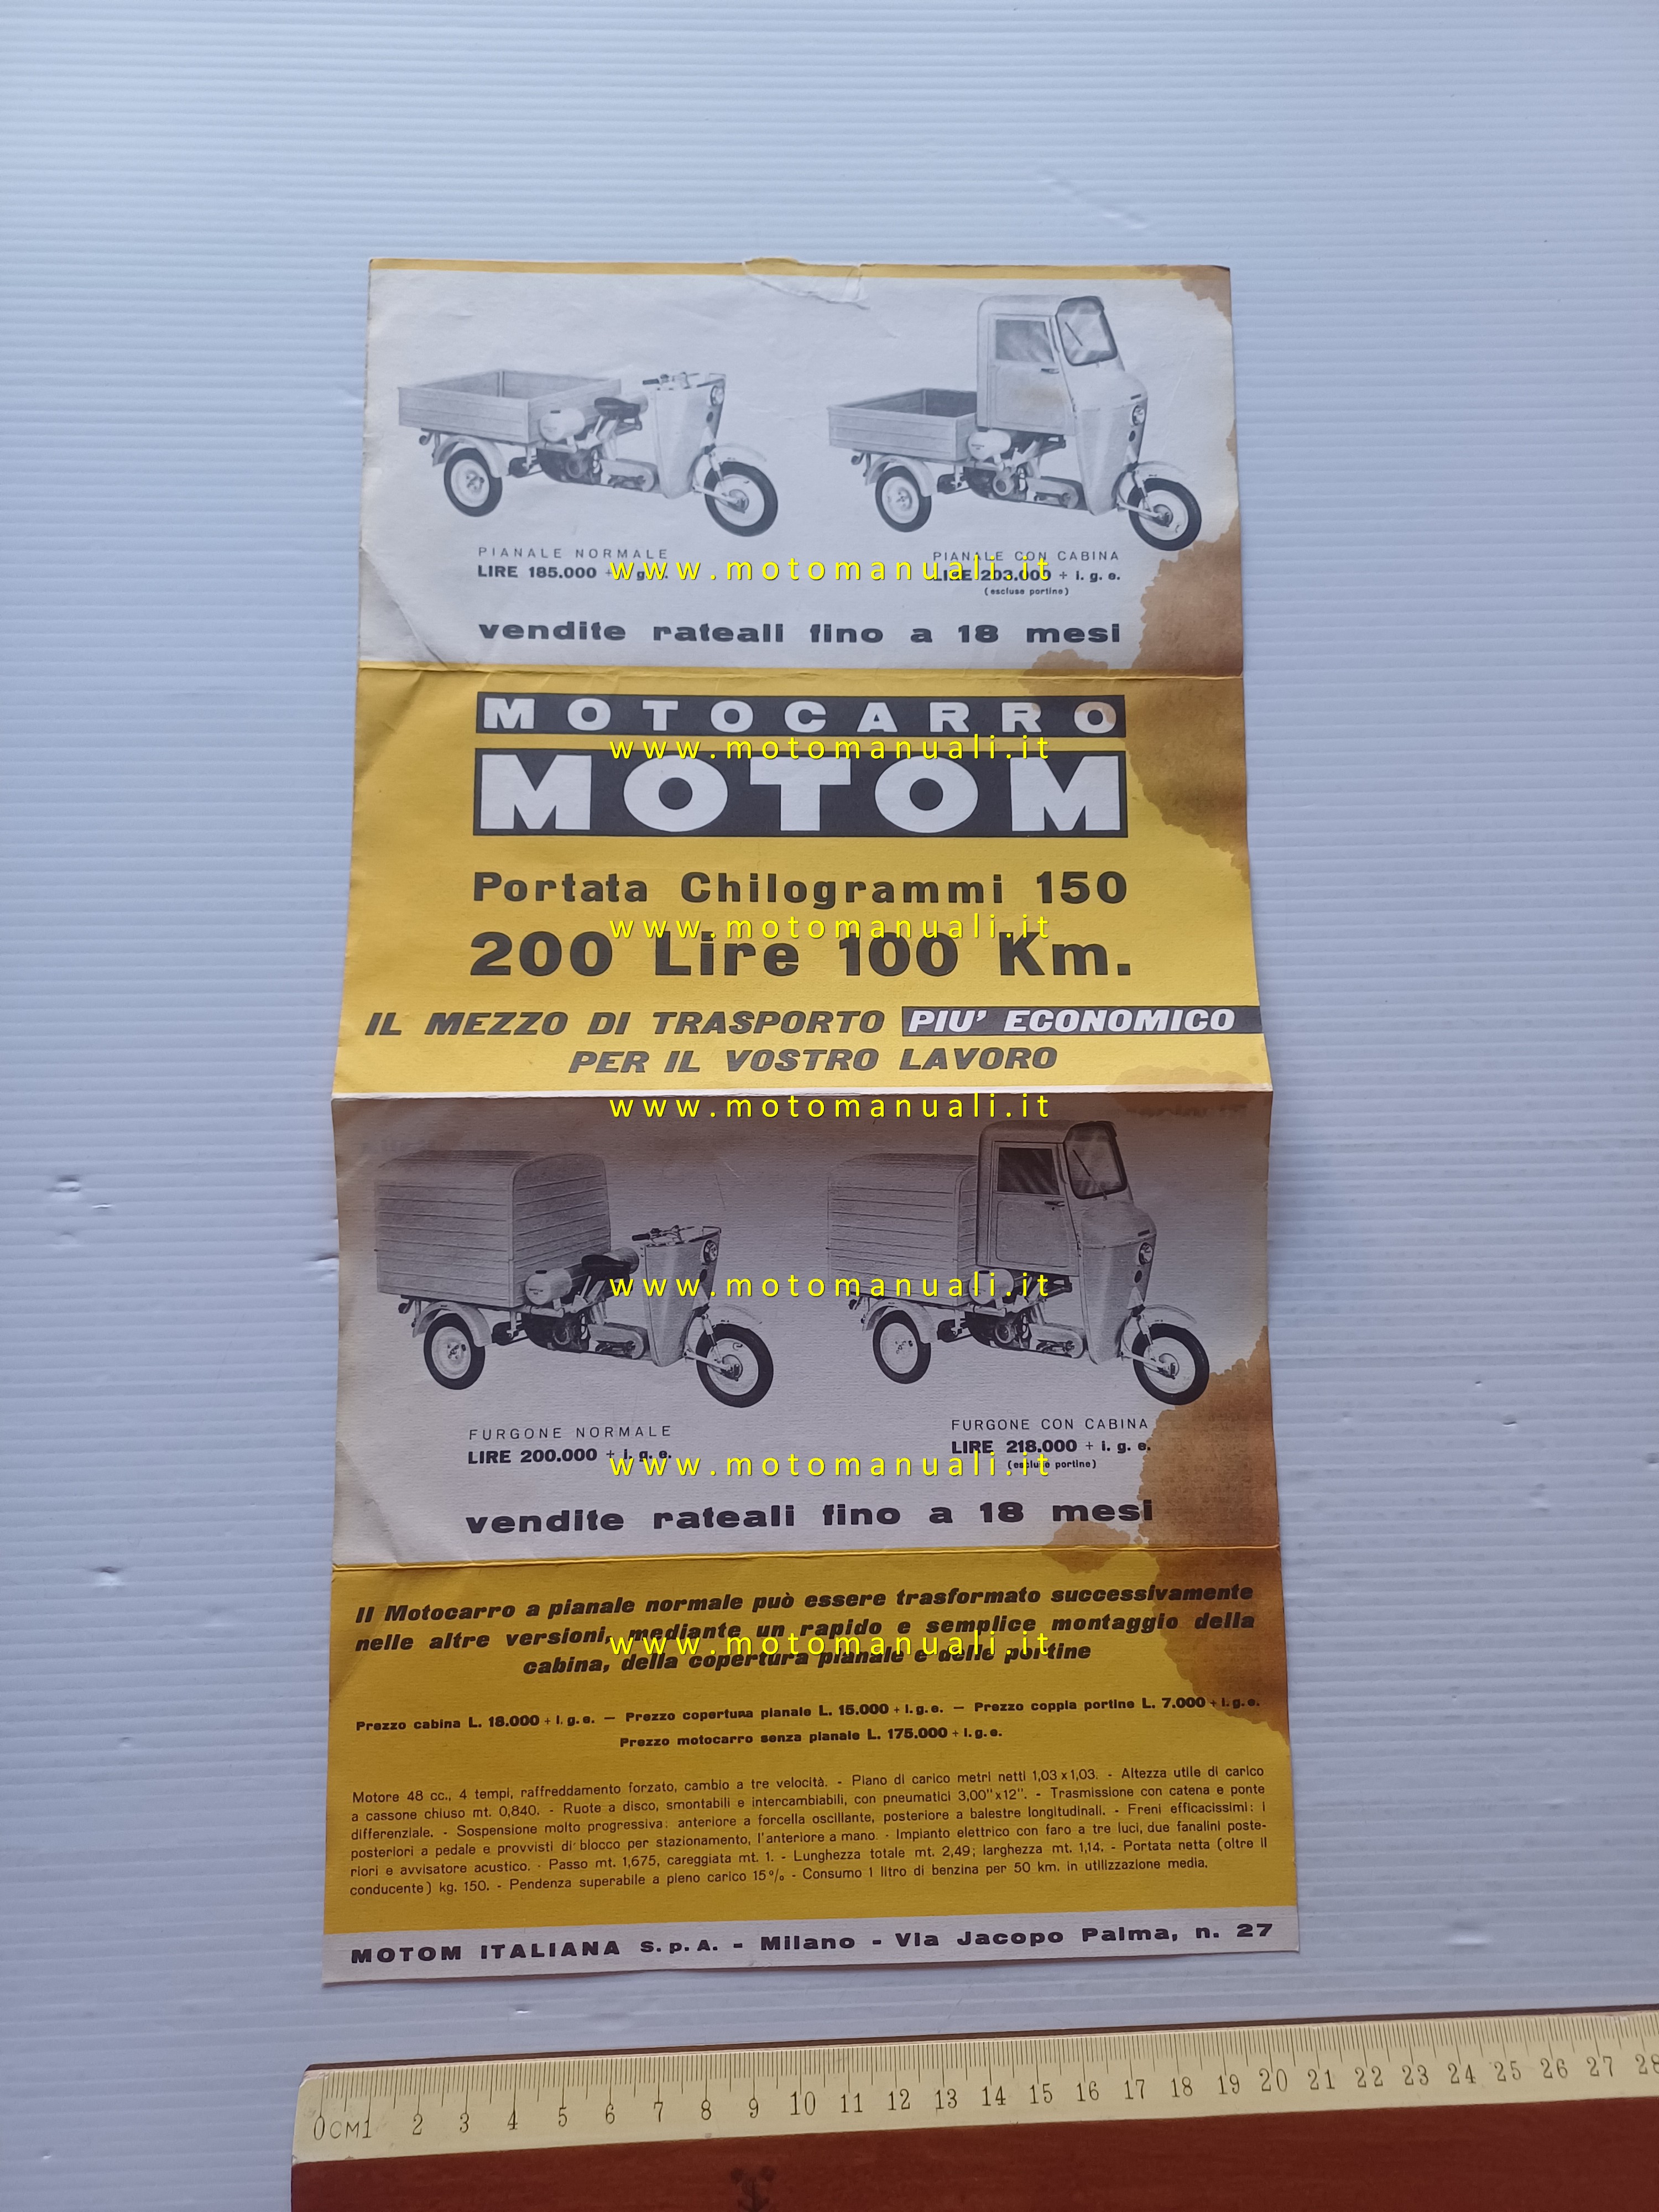 PIANALE NORMALE
LIRE 185.000 + i. g. e.
PIANALE CON CABINA
LIRE 203.000 + i. g. e.
(escluse portine)
www.motomanuali.it
vendite rateali fino a 18 mesi
MOTOCARRO
www.motomanuali.it
MOTOM
Portata Chilogrammi 150
www.motomanuali.it
200 Lire 100 Km.
IL MEZZO DI TRASPORTO PIU' ECONOMICO
PER IL VOSTRO LAVORO
www.motomanuali.it
www.motomanuali.it
FURGONE NORMALE
LIRE 200.000 + i. g. e.
FURGONE CON CABINA
LIRE 218.000 + i. g. e.
(escluse portine)
www.motomanuali.it
vendite rateali fino a 18 mesi
Il Motocarro a pianale normale può essere trasformato successivamente
nelle altre versioni, mediante un rapido e semplice montaggio della
www.motomanuali.it
cabina, della copertura pianale e delle portine
Prezzo cabina L. 18.000 + i. g. e. — Prezzo copertura pianale L. 15.000 + i. g. e. — Prezzo coppia portine L. 7.000 + i. g. e.
Prezzo motocarro senza pianale L. 175.000 + i. g. e.
Motore 48 cc., 4 tempi, raffreddamento forzato, cambio a tre velocità. - Piano di carico metri netti 1,03 x 1,03. - Altezza utile di carico
a cassone chiuso mt. 0,840. - Ruote a disco, smontabili e intercambiabili, con pneumatici 3,00"x12". - Trasmissione con catena e ponte
differenziale. - Sospensione molto progressiva: anteriore a forcella oscillante, posteriore a balestre longitudinali. - Freni efficacissimi: i
posteriori a pedale e provvisti di blocco per stazionamento, l'anteriore a mano. - Impianto elettrico con faro a tre luci, due fanalini poste-
riori e avvisatore acustico. - Passo mt. 1,675, careggiata mt. 1. - Lunghezza totale mt. 2,49; larghezza mt. 1,14. - Portata netta (oltre il
conducente) kg. 150. - Pendenza superabile a pieno carico 15 % - Consumo 1 litro di benzina per 50 km. in utilizzazione media.
MOTOM ITALIANA S. p. A. - Milano - Via Jacopo Palma, n. 27
0CM1 2 3 4 5 6 7 8 9 10 11 12 13 14 15 16 17 18 19 20 21 22 23 24 25 26 27 28